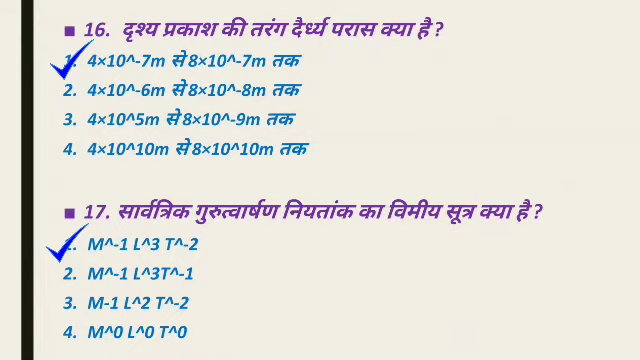 16. दृश्य प्रकाश की तरंग दैर्ध्य परास क्या है ?
1. 4×10^-7m से 8×10^-7m तक
2. 4×10^-6m से 8×10^-8m तक
3. 4×10^5m से 8×10^-9m तक
4. 4×10^10m से 8×10^10m तक
17. सार्वत्रिक गुरुत्वार्षण नियतांक का विमीय सूत्र क्या है ?
1. M^-1 L^3 T^-2
2. M^-1 L^3T^-1
3. M-1 L^2 T^-2
4. M^0 L^0 T^0